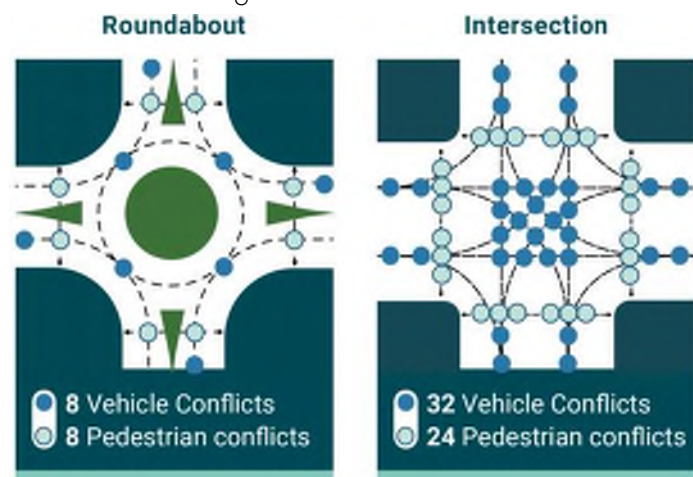 Roundabout
8 Vehicle Conflicts
8 Pedestrian conflicts
Intersection
32 Vehicle Conflicts
24 Pedestrian conflicts